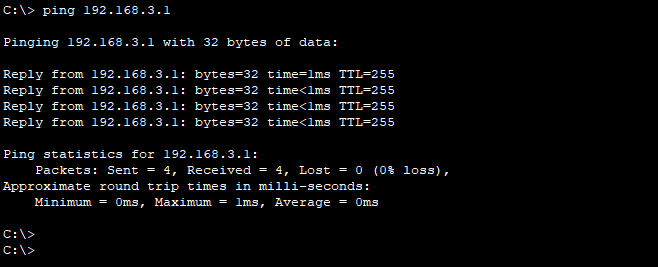 C:\> ping 192.168.3.1
Pinging 192.168.3.1 with 32 bytes of data:
Reply from 192.168.3.1: bytes=32 time=1ms TTL=255
Reply from 192.168.3.1: bytes=32 time<1ms TTL=255
Reply from 192.168.3.1: bytes=32 time<1ms TTL=255
Reply from 192.168.3.1: bytes=32 time<1ms TTL=255
Ping statistics for 192.168.3.1:
    Packets: Sent = 4, Received = 4, Lost = 0 (0% loss),
Approximate round trip times in milli-seconds:
    Minimum = 0ms, Maximum = 1ms, Average = 0ms
C:\>
C:\>